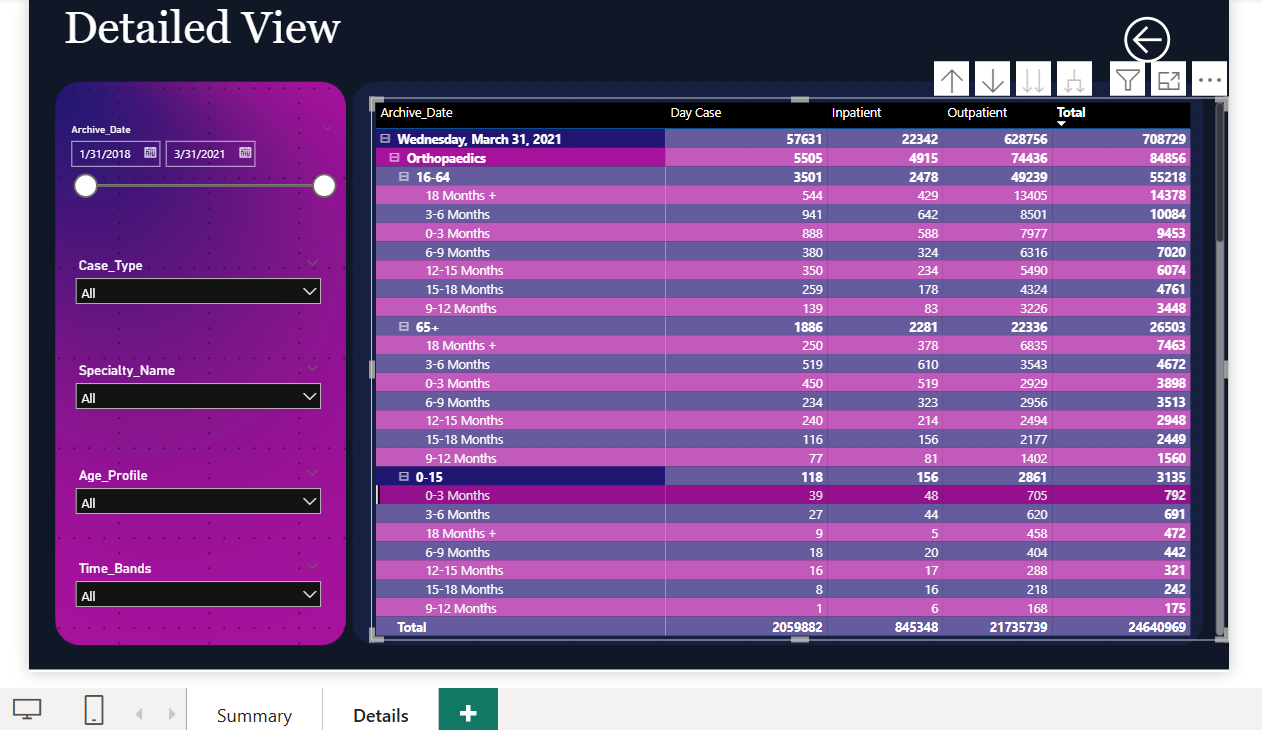 Detailed View
Archive_Date
1/31/2018 3/31/2021
Case_Type
All
Specialty_Name
All
Age_Profile
All
Time_Bands
All
Archive_Date Day Case Inpatient Outpatient Total
Wednesday, March 31, 2021 57631 22342 628756 708729
Orthopaedics 5505 4915 74436 84856
16-64 3501 2478 49239 55218
18 Months + 544 429 13405 14378
3-6 Months 941 642 8501 10084
0-3 Months 888 588 7977 9453
6-9 Months 380 324 6316 7020
12-15 Months 350 234 5490 6074
15-18 Months 259 178 4324 4761
9-12 Months 139 83 3226 3448
65+ 1886 2281 22336 26503
18 Months + 250 378 6835 7463
3-6 Months 519 610 3543 4672
0-3 Months 450 519 2929 3898
6-9 Months 234 323 2956 3513
12-15 Months 240 214 2494 2948
15-18 Months 116 156 2177 2449
9-12 Months 77 81 1402 1560
0-15 118 156 2861 3135
0-3 Months 39 48 705 792
3-6 Months 27 44 620 691
18 Months + 9 5 458 472
6-9 Months 18 20 404 442
12-15 Months 16 17 288 321
15-18 Months 8 16 218 242
9-12 Months 1 6 168 175
Total 2059882 845348 21735739 24640969
Summary Details